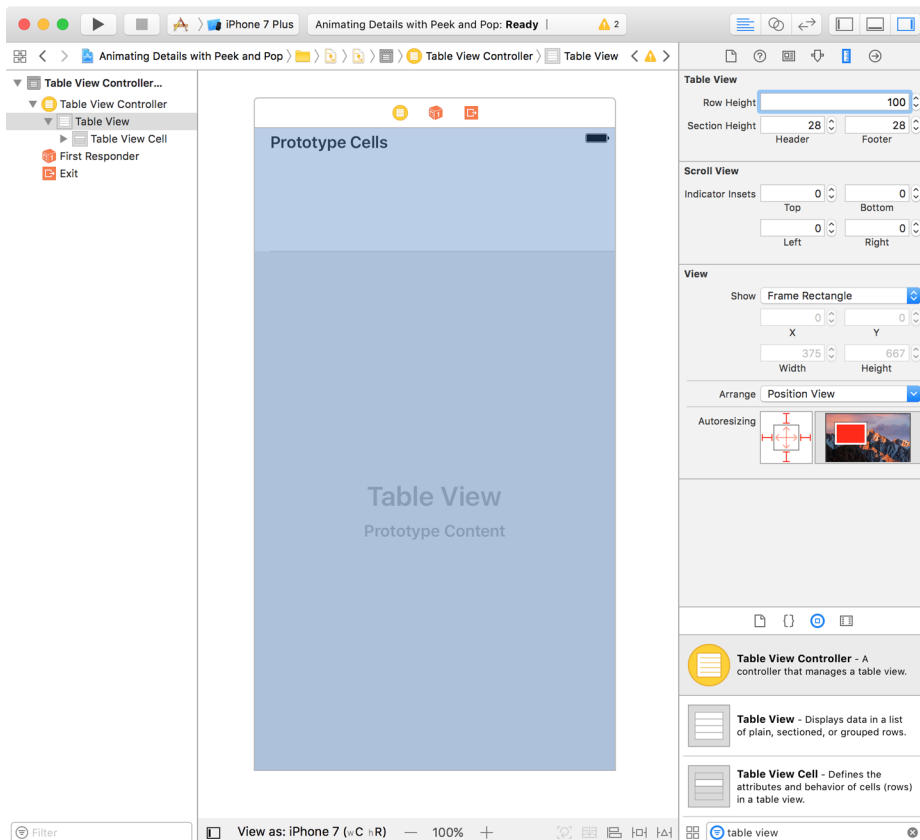 iPhone 7 Plus
Animating Details with Peek and Pop: Ready
2
Animating Details with Peek and Pop
Table View Controller
Table View
Table View Controller...
Table View Controller
Table View
Table View Cell
First Responder
Exit
Prototype Cells
Table View
Prototype Content
Table View
Row Height 100
Section Height 28 28
Header Footer
Scroll View
Indicator Insets 0 0
Top Bottom
0 0
Left Right
View
Show Frame Rectangle
0 0
X Y
375 667
Width Height
Arrange Position View
Autoresizing
{}
Table View Controller - A
controller that manages a table view.
Table View - Displays data in a list
of plain, sectioned, or grouped rows.
Table View Cell - Defines the
attributes and behavior of cells (rows)
in a table view.
Filter
View as: iPhone 7 (wC hR) — 100% +
table view